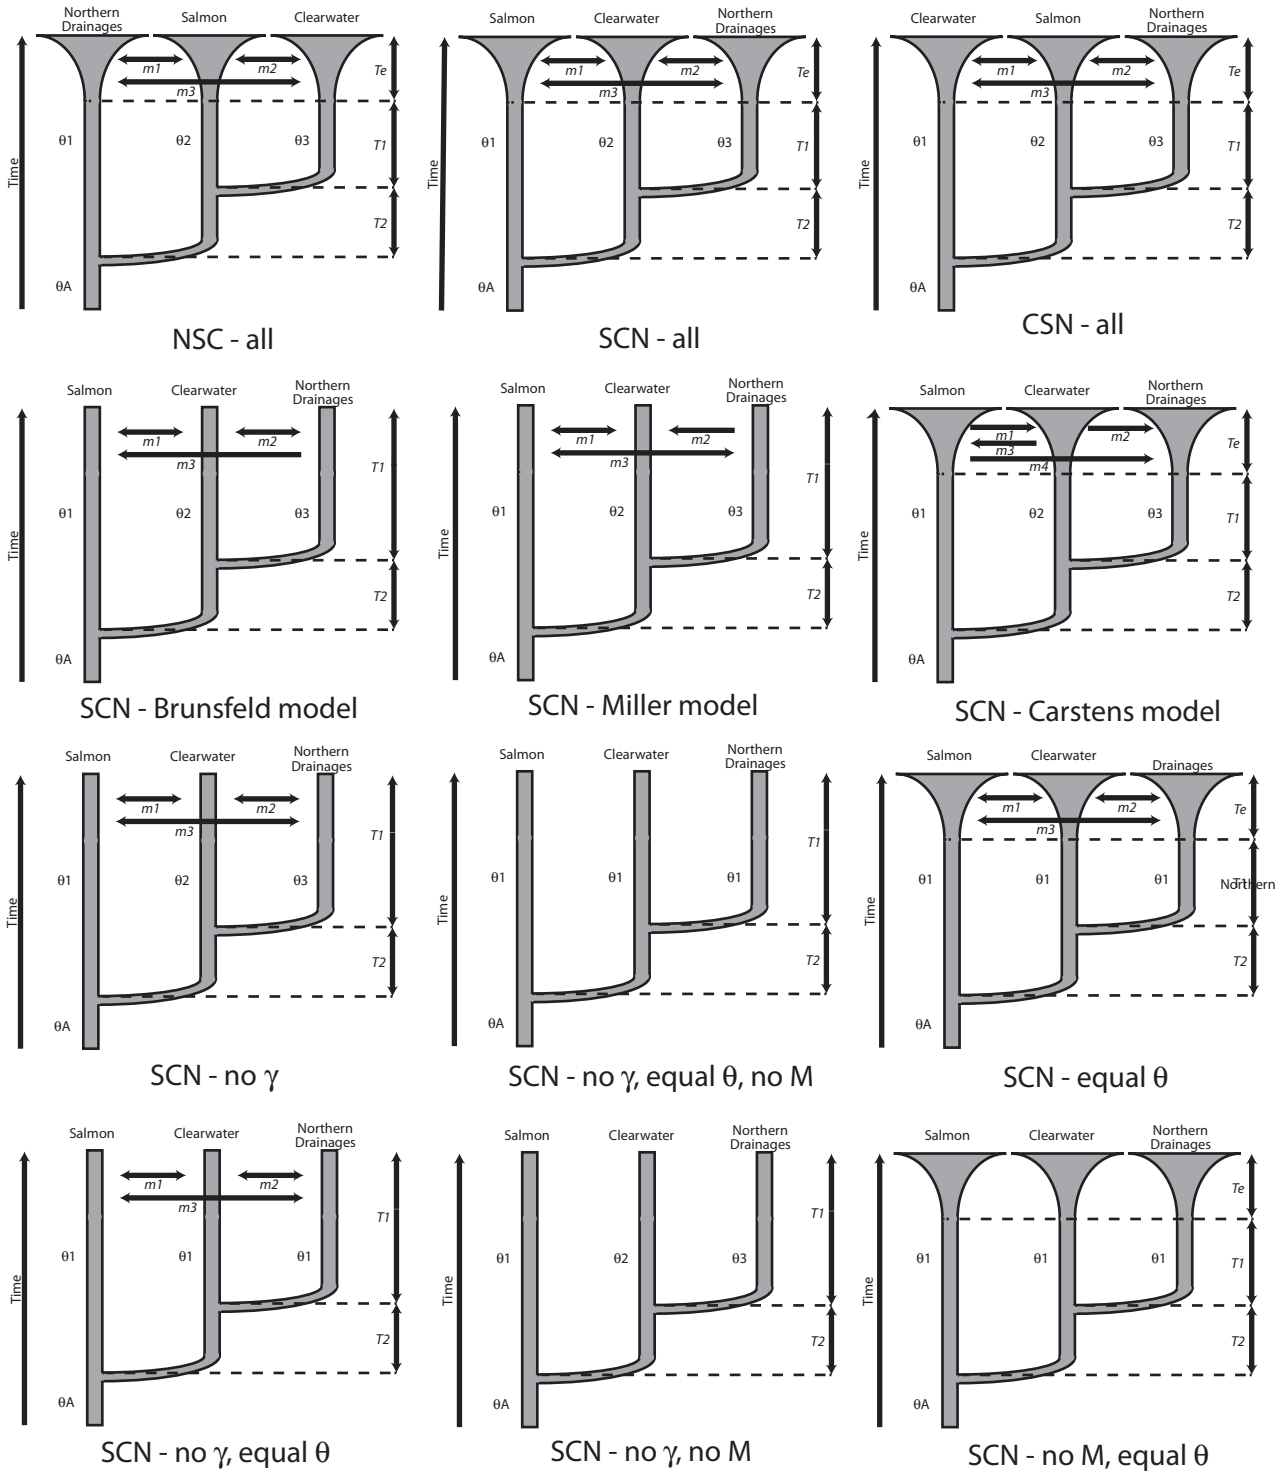 Northern
Drainages
Salmon
Clearwater
m1
m2
m3
Te
θ1
θ2
θ3
T1
Time
T2
θA
NSC - all
Salmon
Clearwater
Northern
Drainages
m1
m2
m3
Te
θ1
θ2
θ3
T1
Time
T2
θA
SCN - all
Clearwater
Salmon
Northern
Drainages
m1
m2
m3
Te
θ1
θ2
θ3
T1
Time
T2
θA
CSN - all
Salmon
Clearwater
Northern
Drainages
m1
m2
m3
T1
θ1
θ2
θ3
Time
T2
θA
SCN - Brunsfeld model
Salmon
Clearwater
Northern
Drainages
m1
m2
m3
T1
θ1
θ2
θ3
Time
T2
θA
SCN - Miller model
Salmon
Clearwater
Northern
Drainages
m1
m2
m3
m4
Te
θ1
θ2
θ3
T1
Time
T2
θA
SCN - Carstens model
Salmon
Clearwater
Northern
Drainages
m1
m2
m3
T1
θ1
θ2
θ3
Time
T2
θA
SCN - no γ
Salmon
Clearwater
Northern
Drainages
T1
θ1
θ1
θ1
Time
T2
θA
SCN - no γ, equal θ, no M
Salmon
Clearwater
Drainages
m1
m2
m3
Te
θ1
θ1
θ1
T1
Northern
Time
T2
θA
SCN - equal θ
Salmon
Clearwater
Northern
Drainages
m1
m2
m3
T1
θ1
θ1
θ1
Time
T2
θA
SCN - no γ, equal θ
Salmon
Clearwater
Northern
Drainages
T1
θ1
θ2
θ3
Time
T2
θA
SCN - no γ, no M
Salmon
Clearwater
Northern
Drainages
Te
θ1
θ1
θ1
T1
Time
T2
θA
SCN - no M, equal θ